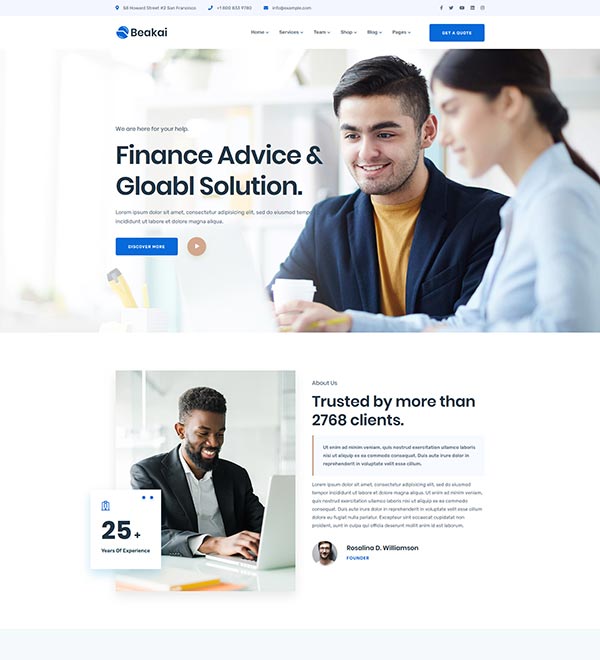 58 Howard Street #2 San Francisco +1 800 833 9780 info@example.com
Beakai Home Services Team Shop Blog Pages GET A QUOTE
We are here for your help.
Finance Advice &
Gloabl Solution.
Lorem ipsum dolor sit amet, consectetur adipisicing elit, sed do eiusmod tempor
incididunt ut labore et dolore magna aliqua.
DISCOVER MORE
About Us
Trusted by more than
2768 clients.
Ut enim ad minim veniam, quis nostrud exercitation ullamco laboris
nisi ut aliquip ex ea commodo consequat. Duis aute irure dolor in
reprehenderit in voluptate velit esse cillum.
Lorem ipsum dolor sit amet, consectetur adipisicing elit, sed do eiusmod tempor
incididunt ut labore et dolore magna aliqua. Ut enim ad minim veniam, quis nostrud
exercitation ullamco laboris nisi ut aliquip ex ea commodo consequat. Duis aute irure
dolore eu fugiat nulla pariatur. Excepteur sint occaecat cupidatat non
proident, sunt in culpa qui officia deserunt mollit anim id est laborum.
25+
Years Of Experience
Rosalina D. Williamson
FOUNDER